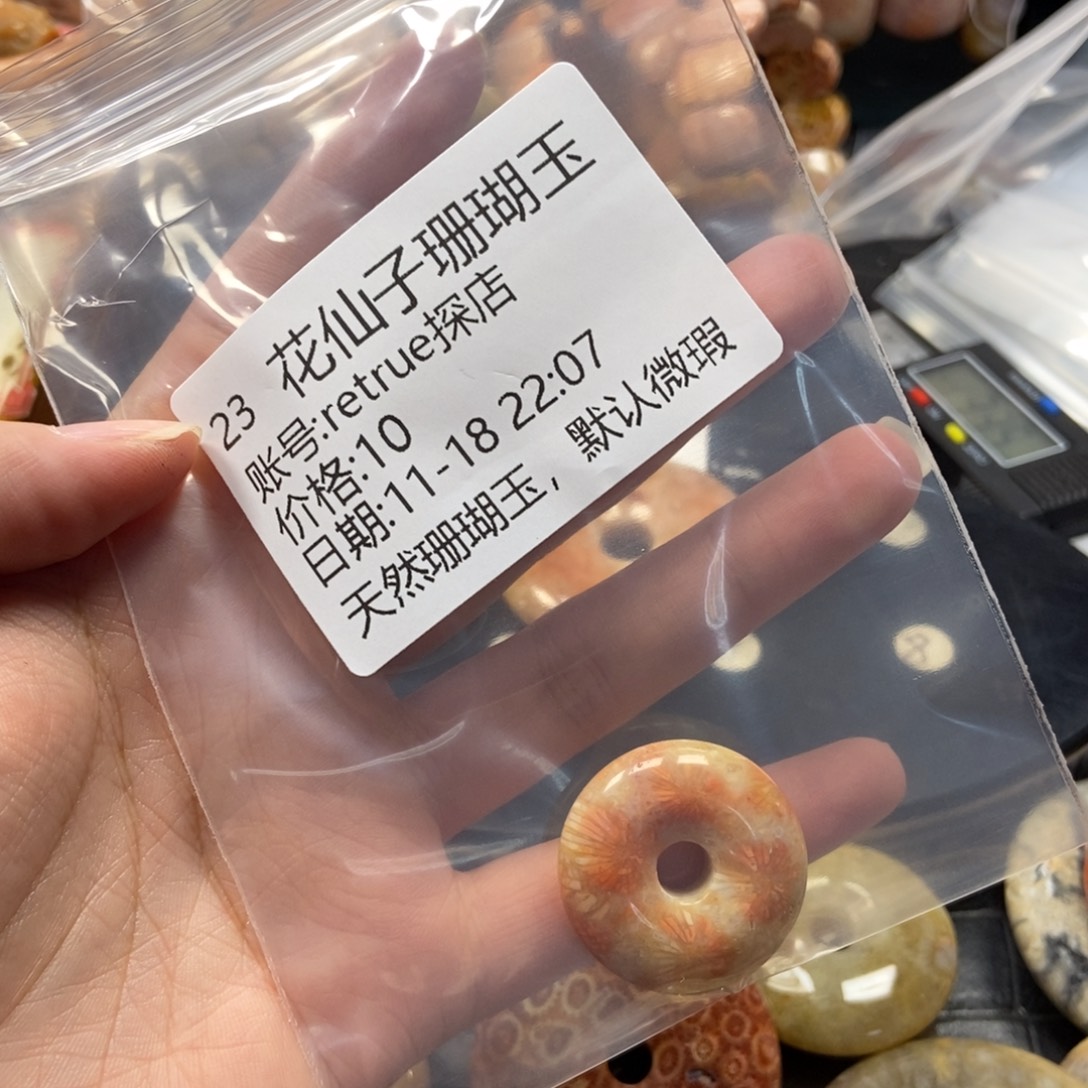 花仙子珊瑚玉
23
账号:retrue探店
价格:10
日期:11-18 22:07
天然珊瑚玉， 默认微瑕